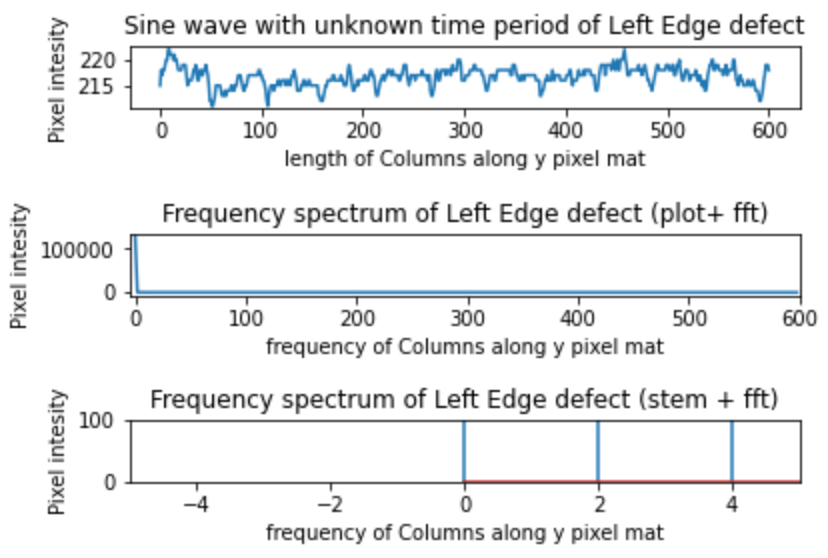 Sine wave with unknown time period of Left Edge defect
Pixel intesity
220
215
0 100 200 300 400 500 600
length of Columns along y pixel mat
Frequency spectrum of Left Edge defect (plot+ fft)
Pixel intesity
100000
0
0 100 200 300 400 500 600
frequency of Columns along y pixel mat
Frequency spectrum of Left Edge defect (stem + fft)
Pixel intesity
100
0
−4 −2 0 2 4
frequency of Columns along y pixel mat